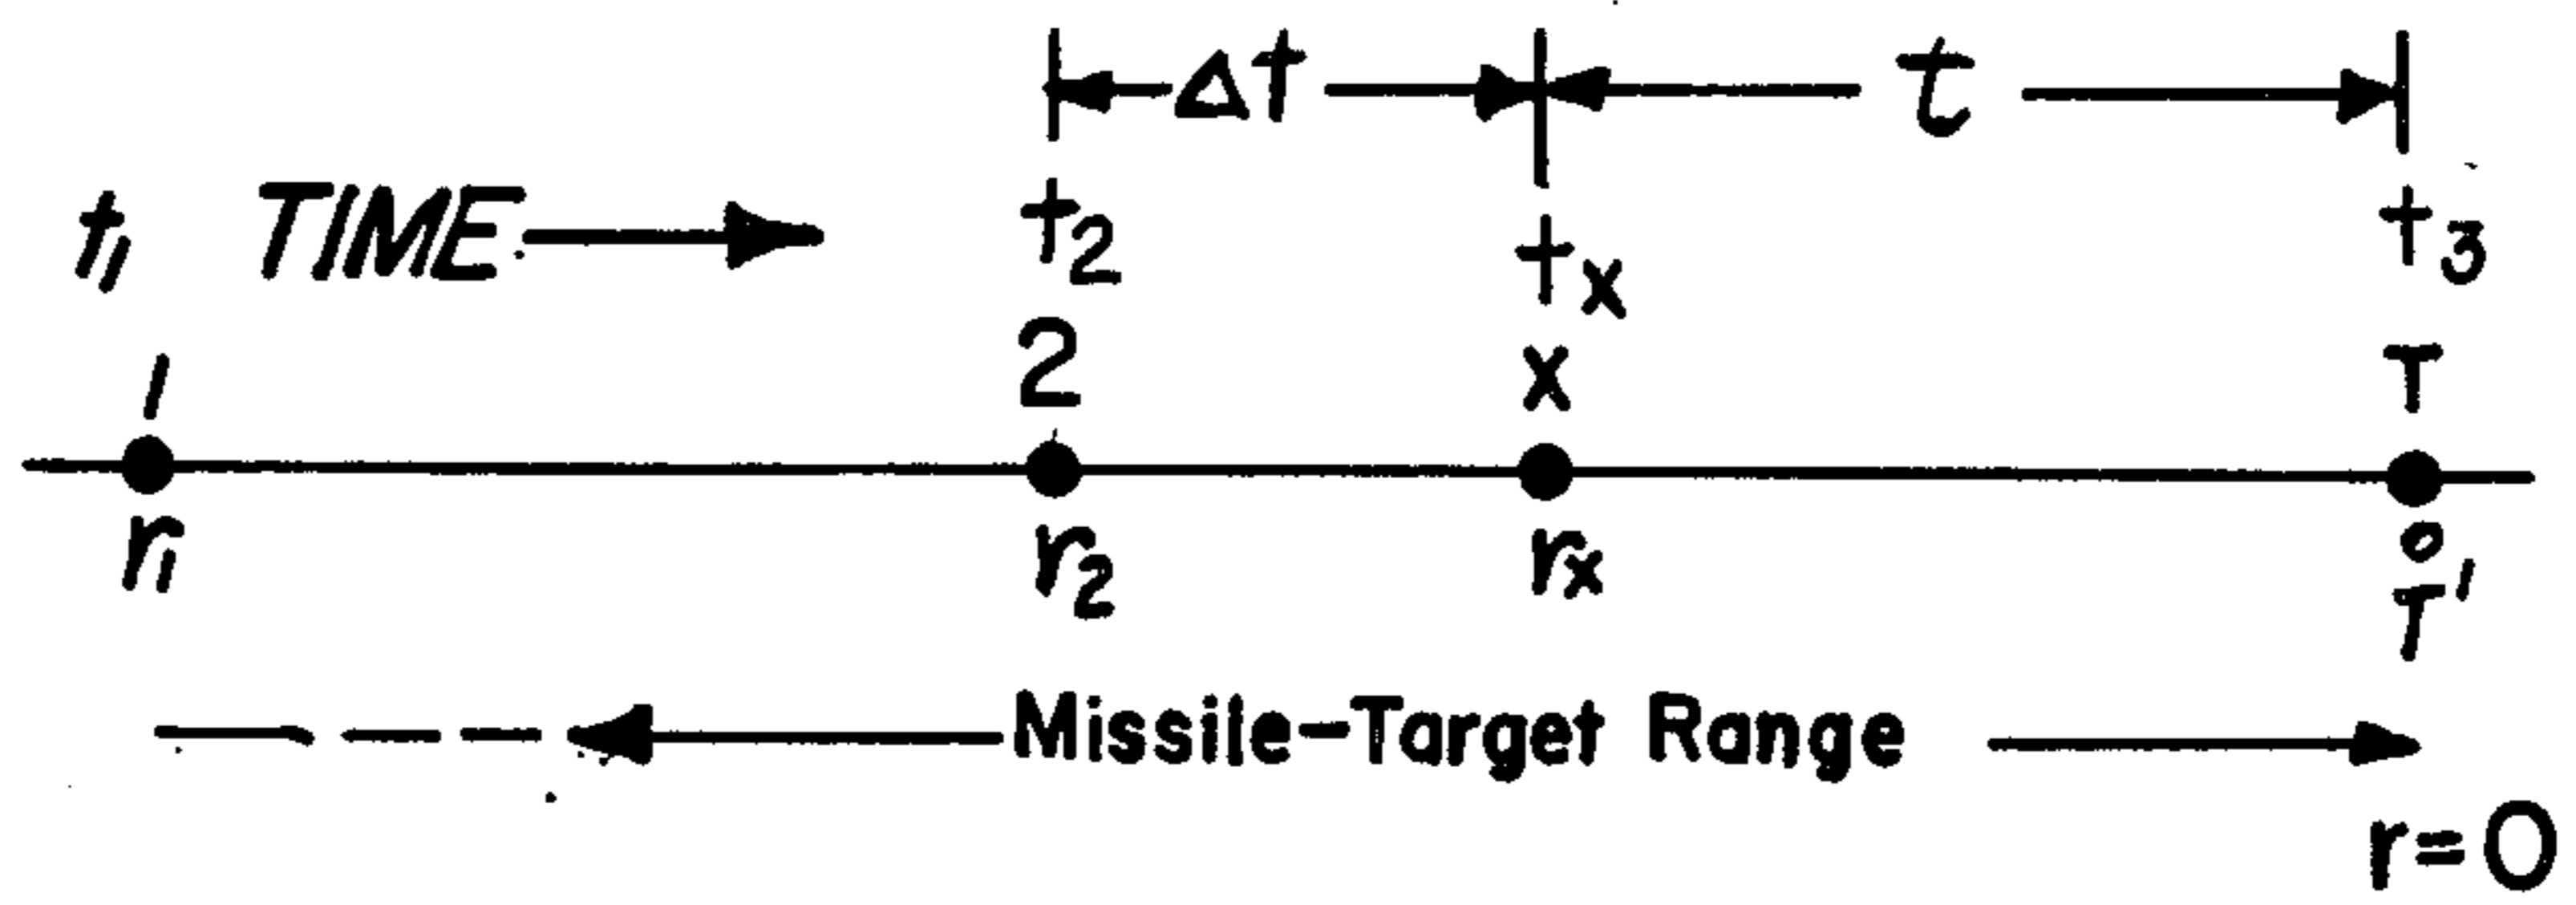 Δt τ
t1 TIME t2 tx t3
1 2 x T
r1 r2 rx o
T'
Missile-Target Range
r=0